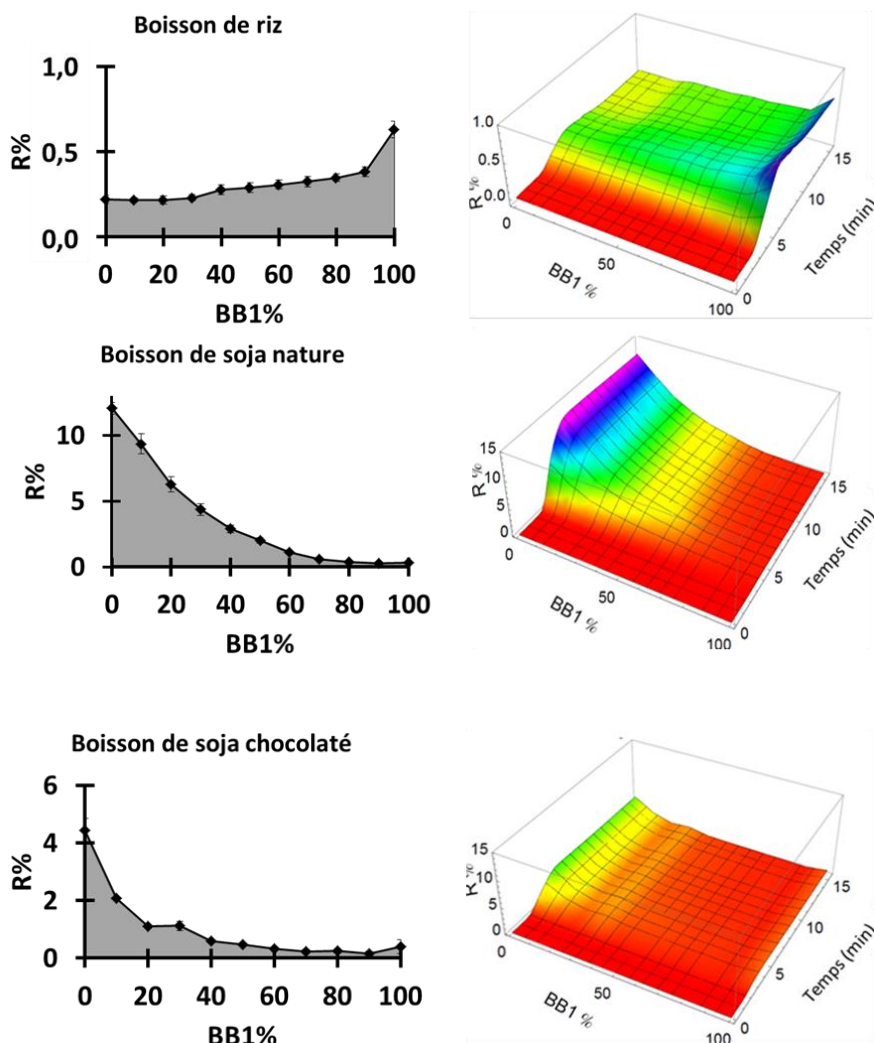 Boisson de riz
1,0
0,5
0,0
R%
0 20 40 60 80 100
BB1%
1.0
0.5
0.0
R %
0
50
100
BB1 %
0
5
10
15
Temps (min)
Boisson de soja nature
10
5
0
R%
0 20 40 60 80 100
BB1%
15
10
5
0
R %
0
50
100
BB1 %
0
5
10
15
Temps (min)
Boisson de soja chocolaté
6
4
2
0
R%
0 20 40 60 80 100
BB1%
15
10
5
0
R %
0
50
100
BB1 %
0
5
10
15
Temps (min)